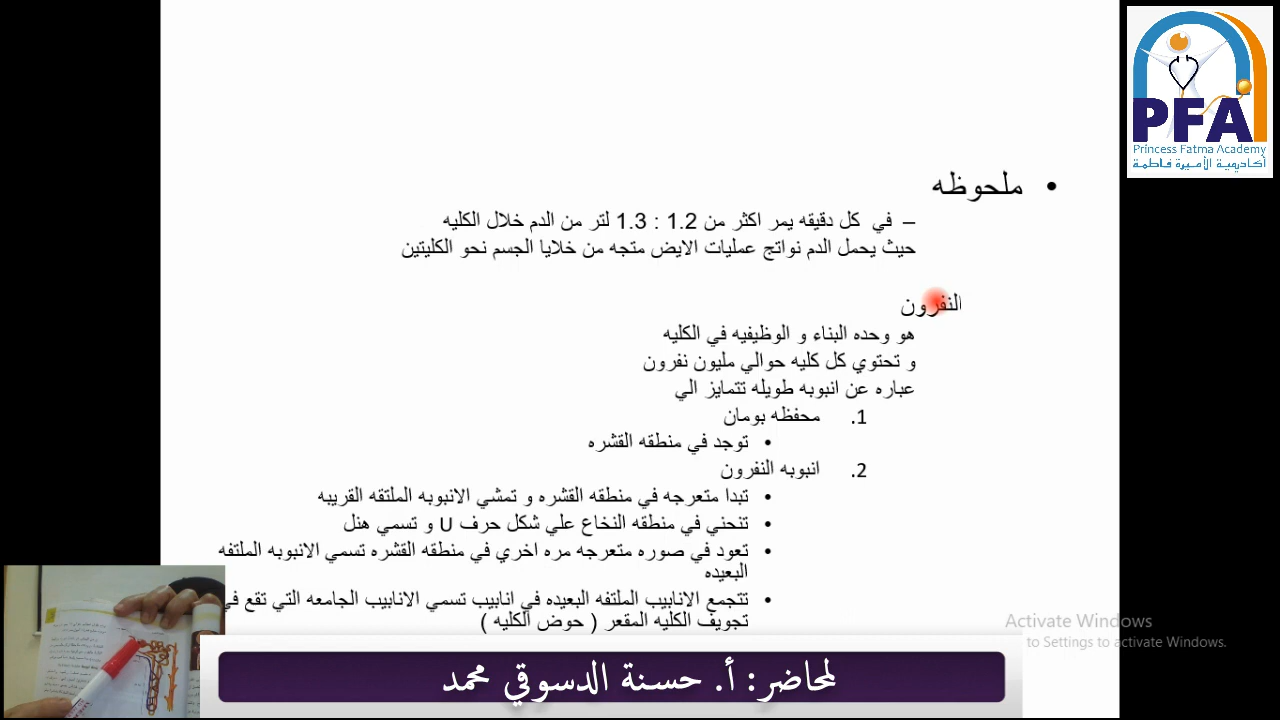 PFA
Princess Fatma Academy
أكاديمية الأميرة فاطمة
• ملحوظه
– في كل دقيقه يمر اكثر من 1.2 : 1.3 لتر من الدم خلال الكليه
حيث يحمل الدم نواتج عمليات الايض متجه من خلايا الجسم نحو الكليتين
النفرون
هو وحده البناء و الوظيفيه في الكليه
و تحتوي كل كليه حوالي مليون نفرون
عباره عن انبوبه طويله تتمايز الي
1. محفظه بومان
• توجد في منطقه القشره
2. انبوبه النفرون
• تبدا متعرجه في منطقه القشره و تمشي الانبوبه الملتقه القريبه
• تنحني في منطقه النخاع علي شكل حرف U و تسمي هنل
• تعود في صوره متعرجه مره اخري في منطقه القشره تسمي الانبوبه الملتفه
البعيده
• تتجمع الانابيب الملتفه البعيده في انابيب تسمي الانابيب الجامعه التي تقع في
تجويف الكليه المقعر ( حوض الكليه )
Activate Windows
to Settings to activate Windows.
لمحاضر: أ. حسنة الدسوقي محمد